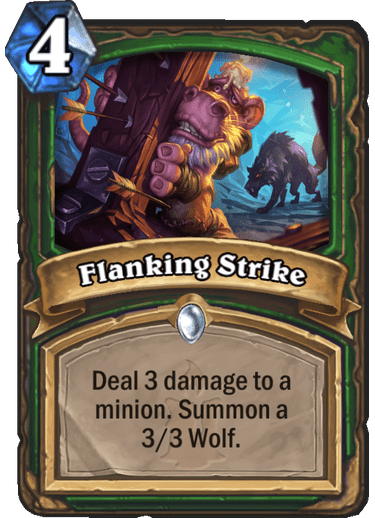 4
Flanking Strike
Deal 3 damage to a
minion. Summon a
3/3 Wolf.